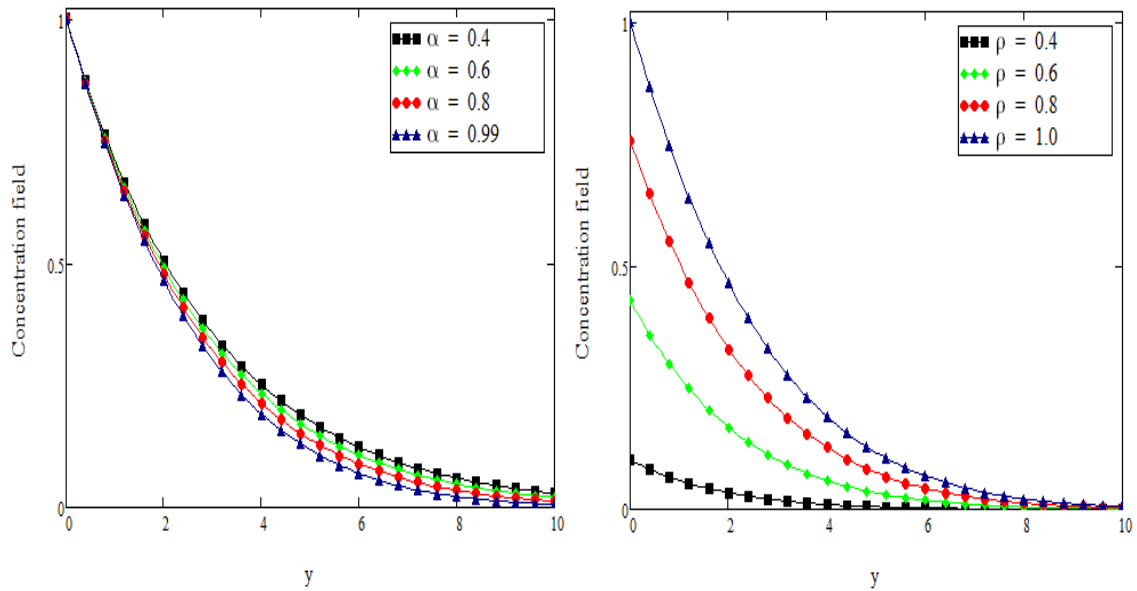 1
α = 0.4
α = 0.6
α = 0.8
α = 0.99
Concentration field
0.5
0
0 2 4 6 8 10
y
1
ρ = 0.4
ρ = 0.6
ρ = 0.8
ρ = 1.0
Concentration field
0.5
0
0 2 4 6 8 10
y